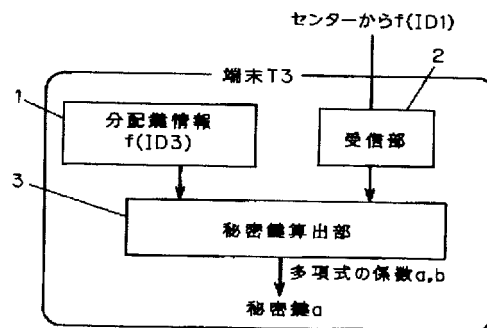 センターからf(ID1)
端末T3
1
2
分配鍵情報
f(ID3)
受信部
3
秘密鍵算出部
多項式の係数a,b
秘密鍵a